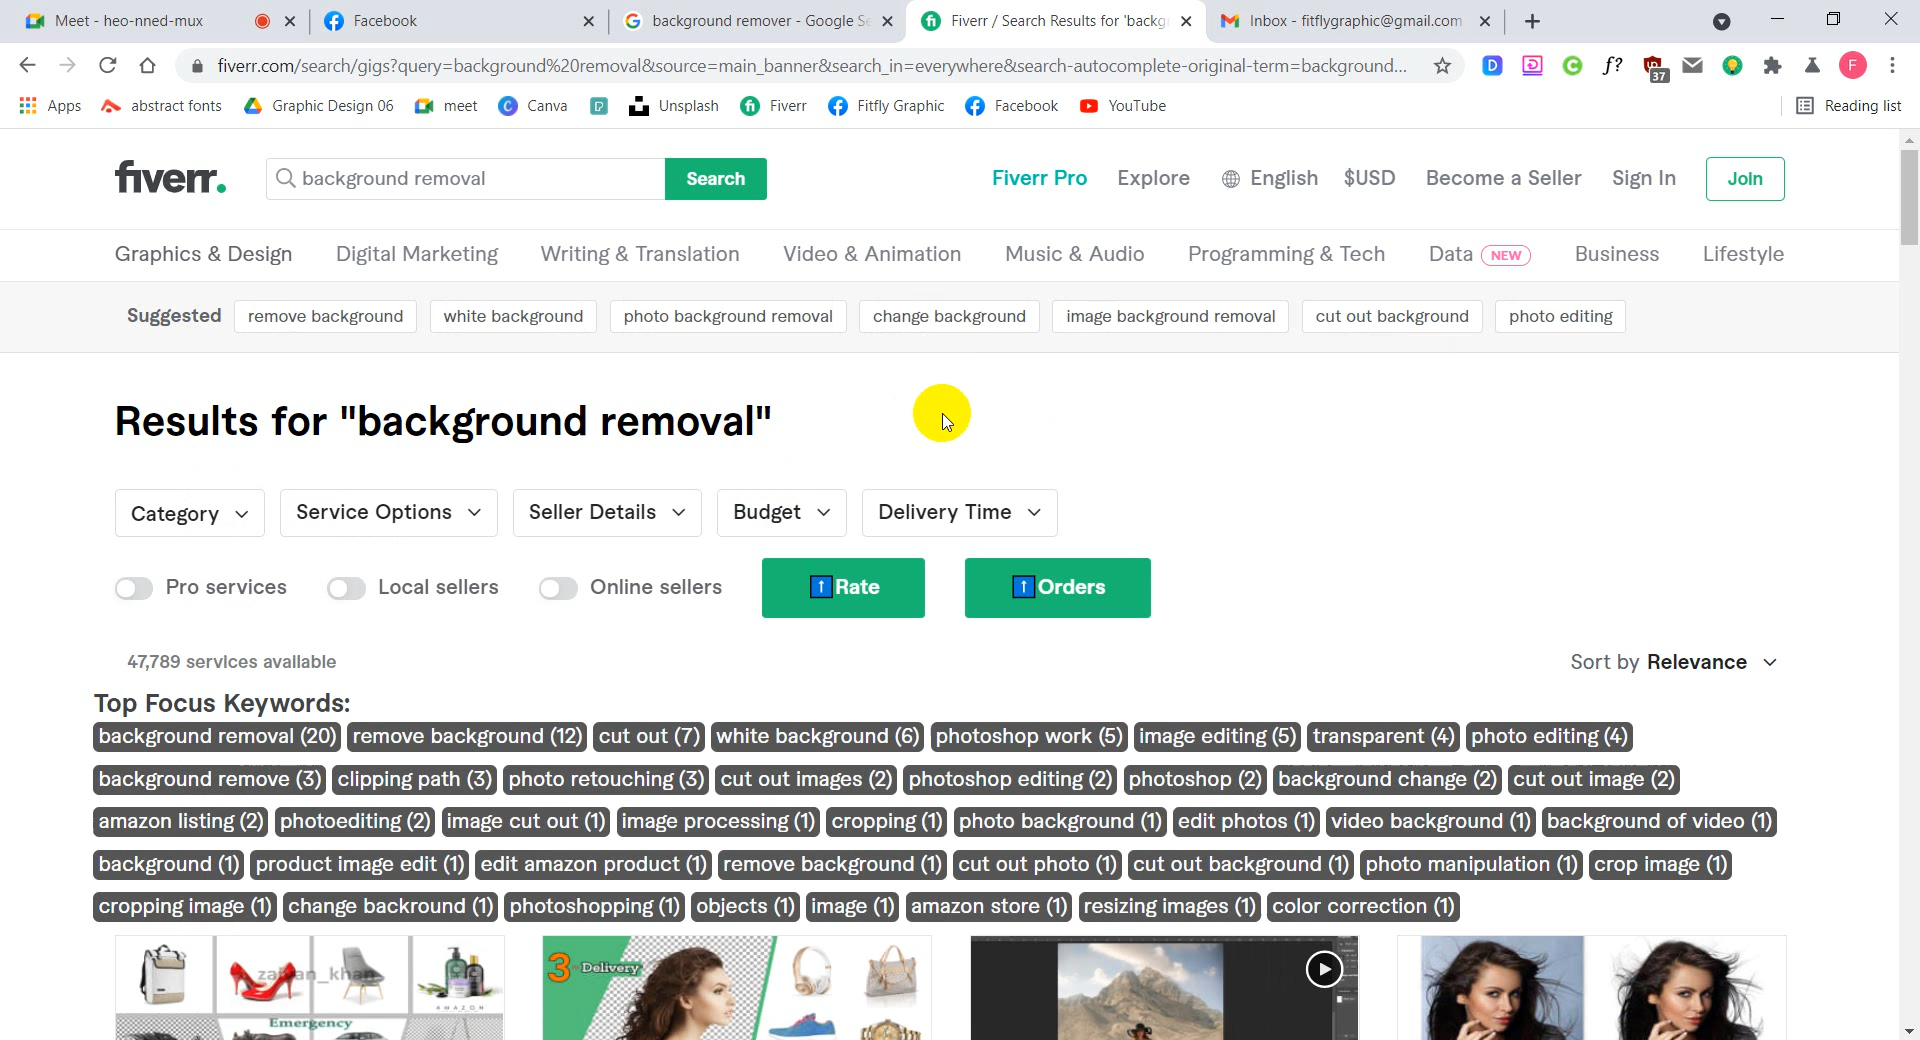 Meet - heo-nned-mux
Facebook
background remover - Google Se
Fiverr / Search Results for 'backg
Inbox - fitflygraphic@gmail.com
fiverr.com/search/gigs?query=background%20removal&source=main_banner&search_in=everywhere&search-autocomplete-original-term=background...
f?
37
F
Apps
abstract fonts
Graphic Design 06
meet
Canva
Unsplash
Fiverr
Fitfly Graphic
Facebook
YouTube
Reading list
fiverr.
background removal
Search
Fiverr Pro
Explore
English
$USD
Become a Seller
Sign In
Join
Graphics & Design
Digital Marketing
Writing & Translation
Video & Animation
Music & Audio
Programming & Tech
Data NEW
Business
Lifestyle
Suggested
remove background
white background
photo background removal
change background
image background removal
cut out background
photo editing
Results for "background removal"
Category
Service Options
Seller Details
Budget
Delivery Time
Pro services
Local sellers
Online sellers
↑Rate
↑Orders
47,789 services available
Sort by Relevance
Top Focus Keywords:
background removal (20) remove background (12) cut out (7) white background (6) photoshop work (5) image editing (5) transparent (4) photo editing (4)
background remove (3) clipping path (3) photo retouching (3) cut out images (2) photoshop editing (2) photoshop (2) background change (2) cut out image (2)
amazon listing (2) photoediting (2) image cut out (1) image processing (1) cropping (1) photo background (1) edit photos (1) video background (1) background of video (1)
background (1) product image edit (1) edit amazon product (1) remove background (1) cut out photo (1) cut out background (1) photo manipulation (1) crop image (1)
cropping image (1) change backround (1) photoshopping (1) objects (1) image (1) amazon store (1) resizing images (1) color correction (1)
AMAZON
Emergency
3
Delivery